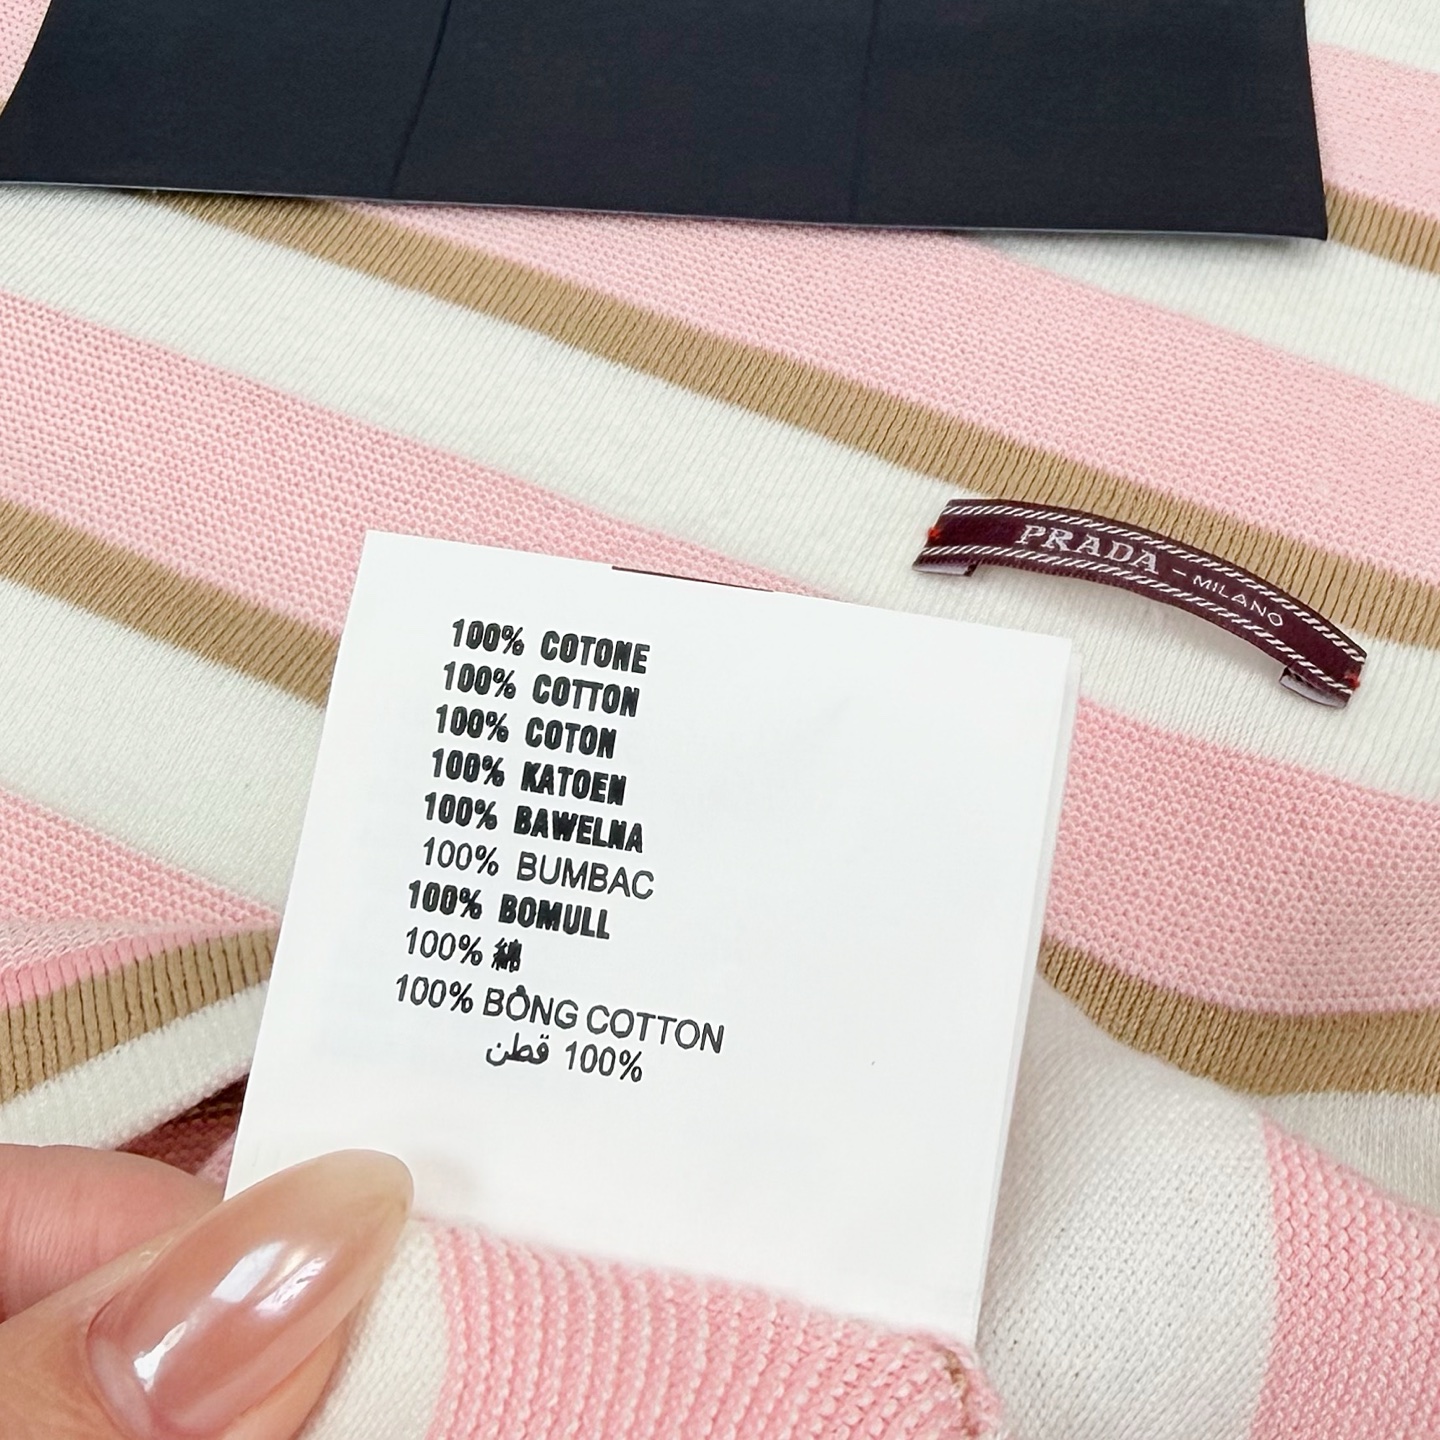 PRADA - MILANO
100% COTONE
100% COTTON
100% COTON
100% KATOEN
100% BAWELNA
100% BUMBAC
100% BOMULL
100% 綿
100% BÔNG COTTON
100% قطن